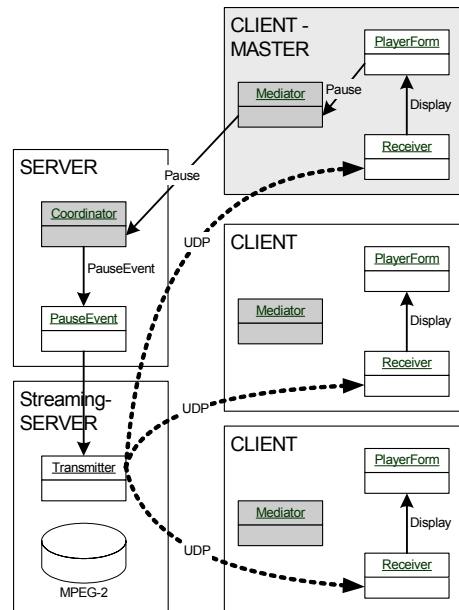 CLIENT -
MASTER
PlayerForm
Pause
Mediator
Display
Receiver
Pause
SERVER
Coordinator
PauseEvent
PauseEvent
UDP
CLIENT
PlayerForm
Mediator
Display
Receiver
UDP
Streaming-
SERVER
Transmitter
MPEG-2
CLIENT
PlayerForm
Mediator
Display
UDP
Receiver